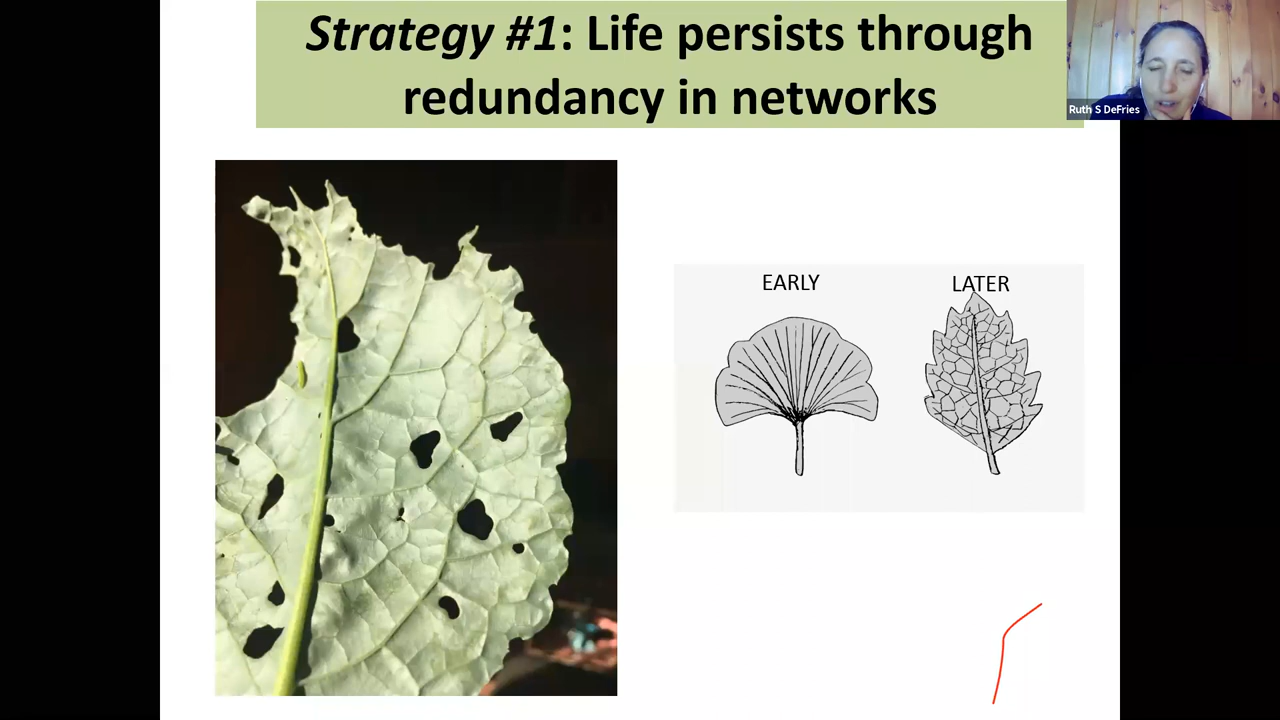 Strategy #1: Life persists through
redundancy in networks
Ruth S DeFries
EARLY
LATER